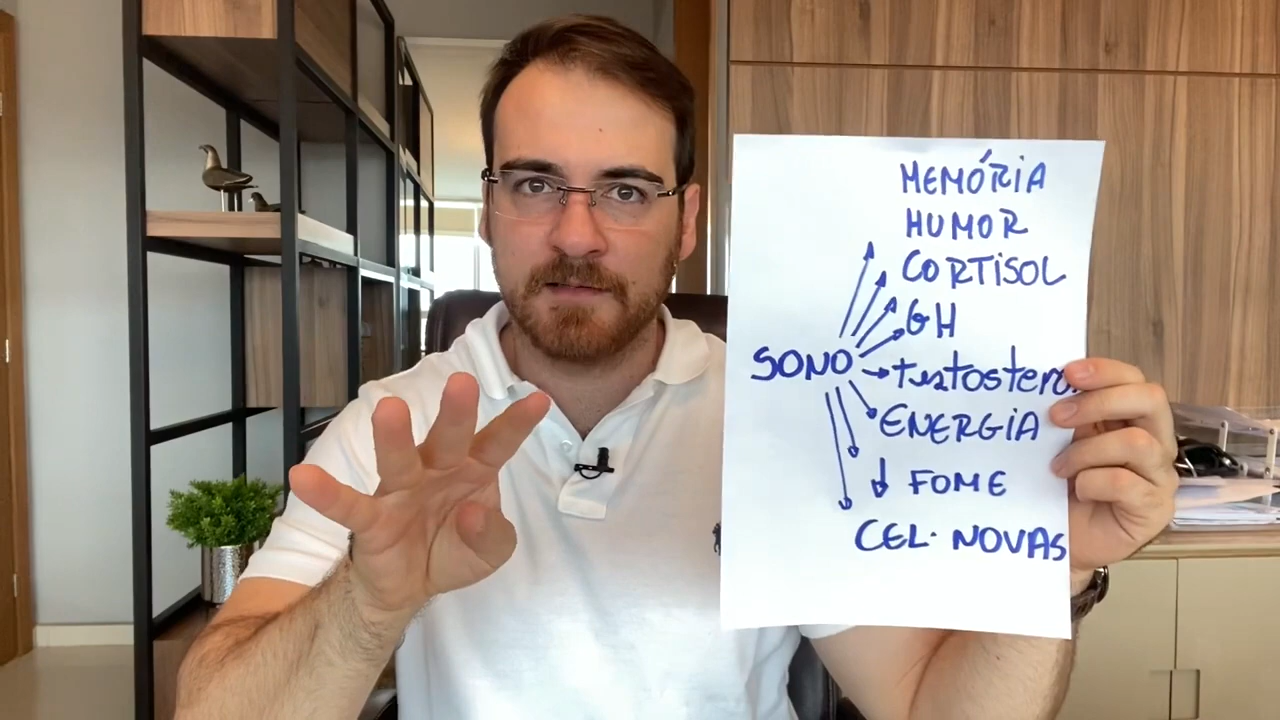 MEMÓRIA
HUMOR
CORTISOL
GH
SONO
ENERGIA
FOME
CEL. NOVAS